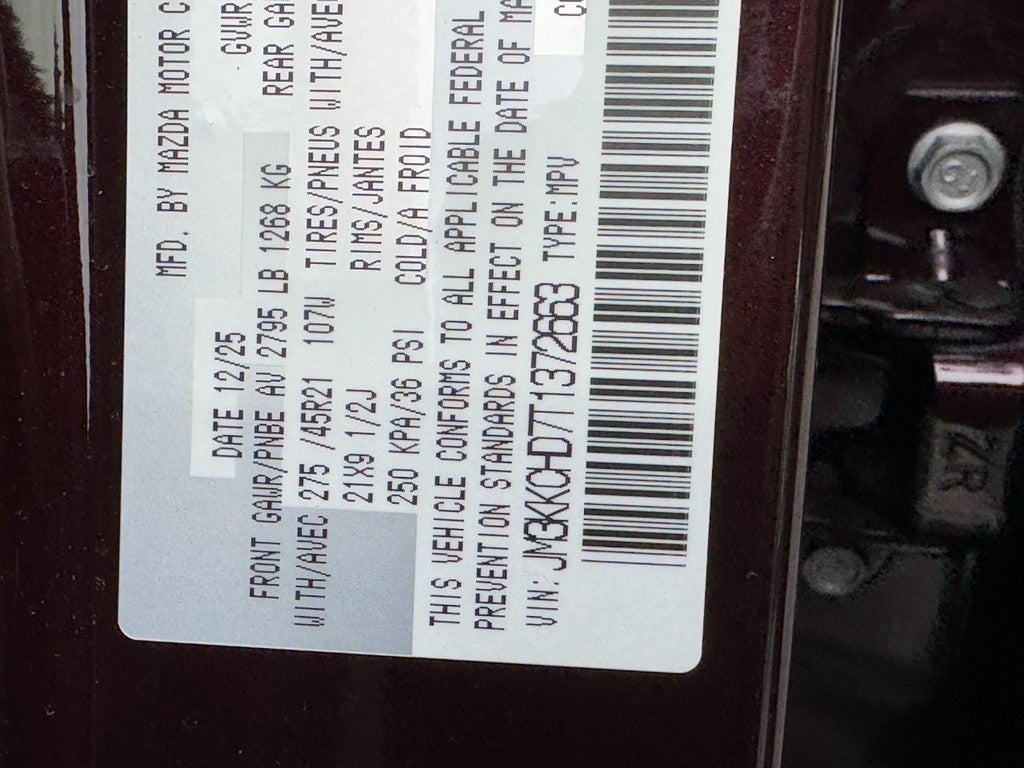 MFD. BY MAZDA MOTOR C
DATE 12/25 GVWR
FRONT GAWR/PNBE AV 2795 LB 1268 KG REAR GA
WITH/AVEC 275 /45R21 107W TIRES/PNEUS WITH/AVE
21X9 1/2J RIMS/JANTES
250 KPA/36 PSI COLD/A FROID
THIS VEHICLE CONFORMS TO ALL APPLICABLE FEDERAL
PREVENTION STANDARDS IN EFFECT ON THE DATE OF MA
VIN: JM3KKCHD7T1372663 TYPE:MPV CO